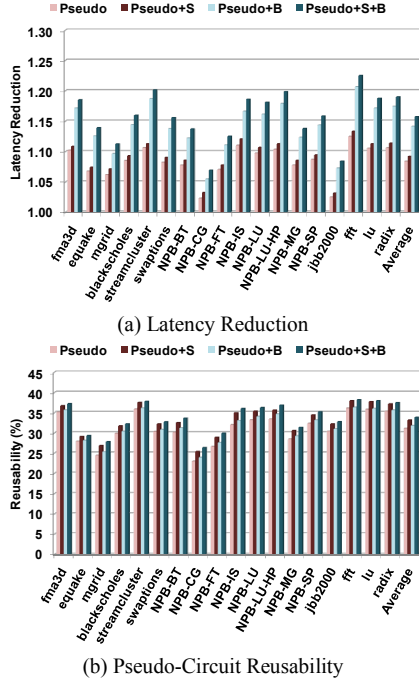 Pseudo Pseudo+S Pseudo+B Pseudo+S+B
1.30
1.25
1.20
1.15
1.10
1.05
1.00
Latency Reduction
fma3d equake mgrid blackscholes streamcluster swaptions NPB-BT NPB-CG NPB-FT NPB-IS NPB-LU NPB-LU-HP NPB-MG NPB-SP jbb2000 fft lu radix Average
(a) Latency Reduction
Pseudo Pseudo+S Pseudo+B Pseudo+S+B
45
40
35
30
25
20
15
10
5
0
Reusability (%)
fma3d equake mgrid blackscholes streamcluster swaptions NPB-BT NPB-CG NPB-FT NPB-IS NPB-LU NPB-LU-HP NPB-MG NPB-SP jbb2000 fft lu radix Average
(b) Pseudo-Circuit Reusability